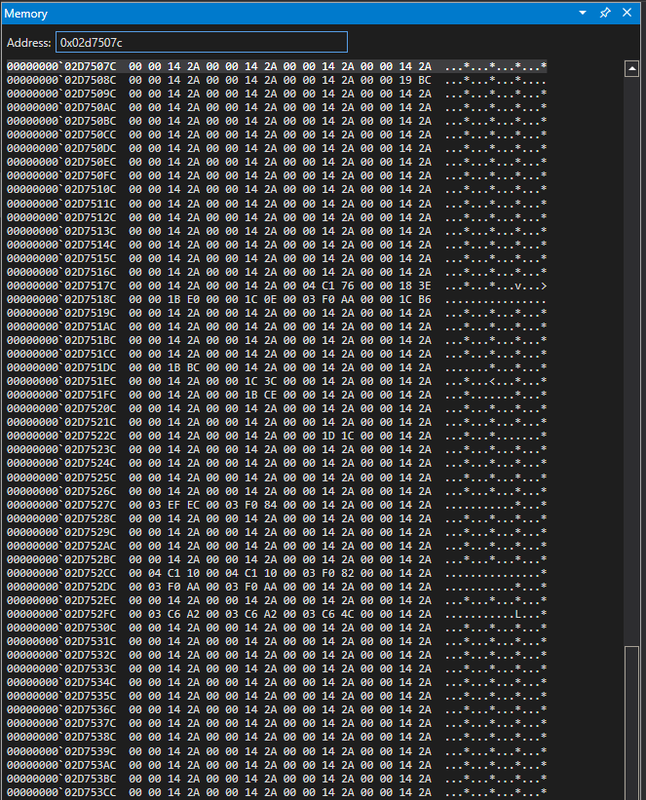 Memory
Address: 0x02d7507c
00000000`02D7507C 00 00 14 2A 00 00 14 2A 00 00 14 2A 00 00 14 2A ...*...*...*...*
00000000`02D7508C 00 00 14 2A 00 00 14 2A 00 00 14 2A 00 00 19 BC ...*...*...*....
00000000`02D7509C 00 00 14 2A 00 00 14 2A 00 00 14 2A 00 00 14 2A ...*...*...*...*
00000000`02D750AC 00 00 14 2A 00 00 14 2A 00 00 14 2A 00 00 14 2A ...*...*...*...*
00000000`02D750BC 00 00 14 2A 00 00 14 2A 00 00 14 2A 00 00 14 2A ...*...*...*...*
00000000`02D750CC 00 00 14 2A 00 00 14 2A 00 00 14 2A 00 00 14 2A ...*...*...*...*
00000000`02D750DC 00 00 14 2A 00 00 14 2A 00 00 14 2A 00 00 14 2A ...*...*...*...*
00000000`02D750EC 00 00 14 2A 00 00 14 2A 00 00 14 2A 00 00 14 2A ...*...*...*...*
00000000`02D750FC 00 00 14 2A 00 00 14 2A 00 00 14 2A 00 00 14 2A ...*...*...*...*
00000000`02D7510C 00 00 14 2A 00 00 14 2A 00 00 14 2A 00 00 14 2A ...*...*...*...*
00000000`02D7511C 00 00 14 2A 00 00 14 2A 00 00 14 2A 00 00 14 2A ...*...*...*...*
00000000`02D7512C 00 00 14 2A 00 00 14 2A 00 00 14 2A 00 00 14 2A ...*...*...*...*
00000000`02D7513C 00 00 14 2A 00 00 14 2A 00 00 14 2A 00 00 14 2A ...*...*...*...*
00000000`02D7514C 00 00 14 2A 00 00 14 2A 00 00 14 2A 00 00 14 2A ...*...*...*...*
00000000`02D7515C 00 00 14 2A 00 00 14 2A 00 00 14 2A 00 00 14 2A ...*...*...*...*
00000000`02D7516C 00 00 14 2A 00 00 14 2A 00 00 14 2A 00 00 14 2A ...*...*...*...*
00000000`02D7517C 00 00 14 2A 00 00 14 2A 00 04 C1 76 00 00 18 3E ...*...*...v...>
00000000`02D7518C 00 00 1B E0 00 00 1C 0E 00 03 F0 AA 00 00 1C B6 ................
00000000`02D7519C 00 00 14 2A 00 00 14 2A 00 00 14 2A 00 00 14 2A ...*...*...*...*
00000000`02D751AC 00 00 14 2A 00 00 14 2A 00 00 14 2A 00 00 14 2A ...*...*...*...*
00000000`02D751BC 00 00 14 2A 00 00 14 2A 00 00 14 2A 00 00 14 2A ...*...*...*...*
00000000`02D751CC 00 00 14 2A 00 00 14 2A 00 00 14 2A 00 00 14 2A ...*...*...*...*
00000000`02D751DC 00 00 1B BC 00 00 14 2A 00 00 14 2A 00 00 14 2A .......*...*...*
00000000`02D751EC 00 00 14 2A 00 00 1C 3C 00 00 14 2A 00 00 14 2A ...*...<...*...*
00000000`02D751FC 00 00 14 2A 00 00 1B CE 00 00 14 2A 00 00 14 2A ...*.......*...*
00000000`02D7520C 00 00 14 2A 00 00 14 2A 00 00 14 2A 00 00 14 2A ...*...*...*...*
00000000`02D7521C 00 00 14 2A 00 00 14 2A 00 00 14 2A 00 00 14 2A ...*...*...*...*
00000000`02D7522C 00 00 14 2A 00 00 14 2A 00 00 1D 1C 00 00 14 2A ...*...*.......*
00000000`02D7523C 00 00 14 2A 00 00 14 2A 00 00 14 2A 00 00 14 2A ...*...*...*...*
00000000`02D7524C 00 00 14 2A 00 00 14 2A 00 00 14 2A 00 00 14 2A ...*...*...*...*
00000000`02D7525C 00 00 14 2A 00 00 14 2A 00 00 14 2A 00 00 14 2A ...*...*...*...*
00000000`02D7526C 00 00 14 2A 00 00 14 2A 00 00 14 2A 00 00 14 2A ...*...*...*...*
00000000`02D7527C 00 03 EF EC 00 03 F0 84 00 00 14 2A 00 00 14 2A ...........*...*
00000000`02D7528C 00 00 14 2A 00 00 14 2A 00 00 14 2A 00 00 14 2A ...*...*...*...*
00000000`02D7529C 00 00 14 2A 00 00 14 2A 00 00 14 2A 00 00 14 2A ...*...*...*...*
00000000`02D752AC 00 00 14 2A 00 00 14 2A 00 00 14 2A 00 00 14 2A ...*...*...*...*
00000000`02D752BC 00 00 14 2A 00 00 14 2A 00 00 14 2A 00 00 14 2A ...*...*...*...*
00000000`02D752CC 00 04 C1 10 00 04 C1 10 00 03 F0 82 00 00 14 2A ...............*
00000000`02D752DC 00 03 F0 AA 00 03 F0 AA 00 00 14 2A 00 00 14 2A ...........*...*
00000000`02D752EC 00 00 14 2A 00 00 14 2A 00 00 14 2A 00 00 14 2A ...*...*...*...*
00000000`02D752FC 00 03 C6 A2 00 03 C6 A2 00 03 C6 4C 00 00 14 2A ...........L...*
00000000`02D7530C 00 00 14 2A 00 00 14 2A 00 00 14 2A 00 00 14 2A ...*...*...*...*
00000000`02D7531C 00 00 14 2A 00 00 14 2A 00 00 14 2A 00 00 14 2A ...*...*...*...*
00000000`02D7532C 00 00 14 2A 00 00 14 2A 00 00 14 2A 00 00 14 2A ...*...*...*...*
00000000`02D7533C 00 00 14 2A 00 00 14 2A 00 00 14 2A 00 00 14 2A ...*...*...*...*
00000000`02D7534C 00 00 14 2A 00 00 14 2A 00 00 14 2A 00 00 14 2A ...*...*...*...*
00000000`02D7535C 00 00 14 2A 00 00 14 2A 00 00 14 2A 00 00 14 2A ...*...*...*...*
00000000`02D7536C 00 00 14 2A 00 00 14 2A 00 00 14 2A 00 00 14 2A ...*...*...*...*
00000000`02D7537C 00 00 14 2A 00 00 14 2A 00 00 14 2A 00 00 14 2A ...*...*...*...*
00000000`02D7538C 00 00 14 2A 00 00 14 2A 00 00 14 2A 00 00 14 2A ...*...*...*...*
00000000`02D7539C 00 00 14 2A 00 00 14 2A 00 00 14 2A 00 00 14 2A ...*...*...*...*
00000000`02D753AC 00 00 14 2A 00 00 14 2A 00 00 14 2A 00 00 14 2A ...*...*...*...*
00000000`02D753BC 00 00 14 2A 00 00 14 2A 00 00 14 2A 00 00 14 2A ...*...*...*...*
00000000`02D753CC 00 00 14 2A 00 00 14 2A 00 00 14 2A 00 00 14 2A ...*...*...*...*